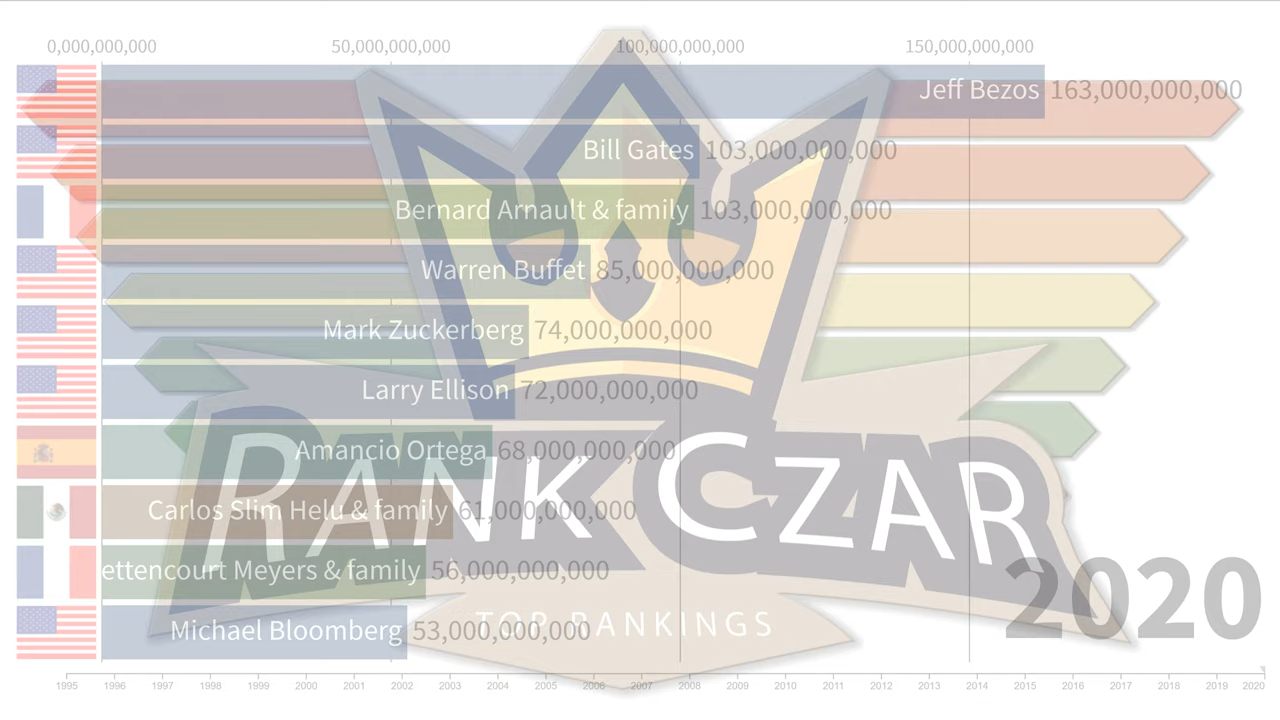 0,000,000,000 50,000,000,000 100,000,000,000 150,000,000,000
Jeff Bezos 163,000,000,000
Bill Gates 103,000,000,000
Bernard Arnault & family 103,000,000,000
Warren Buffet 85,000,000,000
Mark Zuckerberg 74,000,000,000
Larry Ellison 72,000,000,000
Amancio Ortega 68,000,000,000
RANK CZAR
Carlos Slim Helu & family 61,000,000,000
ettencourt Meyers & family 56,000,000,000
2020
Michael Bloomberg 53,000,000,000
TOP RANKINGS
1995 1996 1997 1998 1999 2000 2001 2002 2003 2004 2005 2006 2007 2008 2009 2010 2011 2012 2013 2014 2015 2016 2017 2018 2019 2020